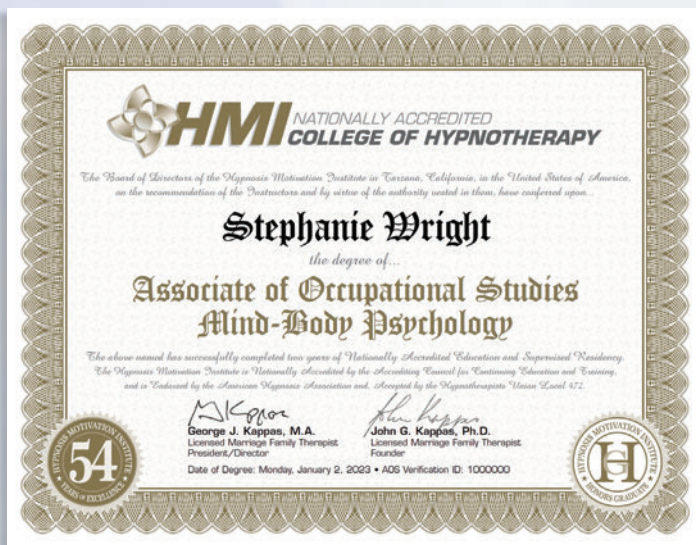 HMI NATIONALLY ACCREDITED
COLLEGE OF HYPNOTHERAPY
The Board of Directors of the Hypnosis Motivation Institute in Tarzana, California, in the United States of America,
on the recommendation of the Instructors and by virtue of the authority vested in them, have conferred upon...
Stephanie Wright
the degree of...
Associate of Occupational Studies
Mind-Body Psychology
The above named has successfully completed two years of Nationally Accredited Education and Supervised Residency.
The Hypnosis Motivation Institute is Nationally Accredited by the Accrediting Council for Continuing Education and Training,
and is Endorsed by the American Hypnosis Association and, Accepted by the Hypnotherapists Union Local 472.
George J. Kappas, M.A.
Licensed Marriage Family Therapist
President/Director
John G. Kappas, Ph.D.
Licensed Marriage Family Therapist
Founder
Date of Degree: Monday, January 2, 2023 • AOS Verification ID: 1000000
HYPNOSIS MOTIVATION INSTITUTE
54
YEARS OF EXCELLENCE
HYPNOSIS MOTIVATION INSTITUTE
H
HONORS GRADUATE